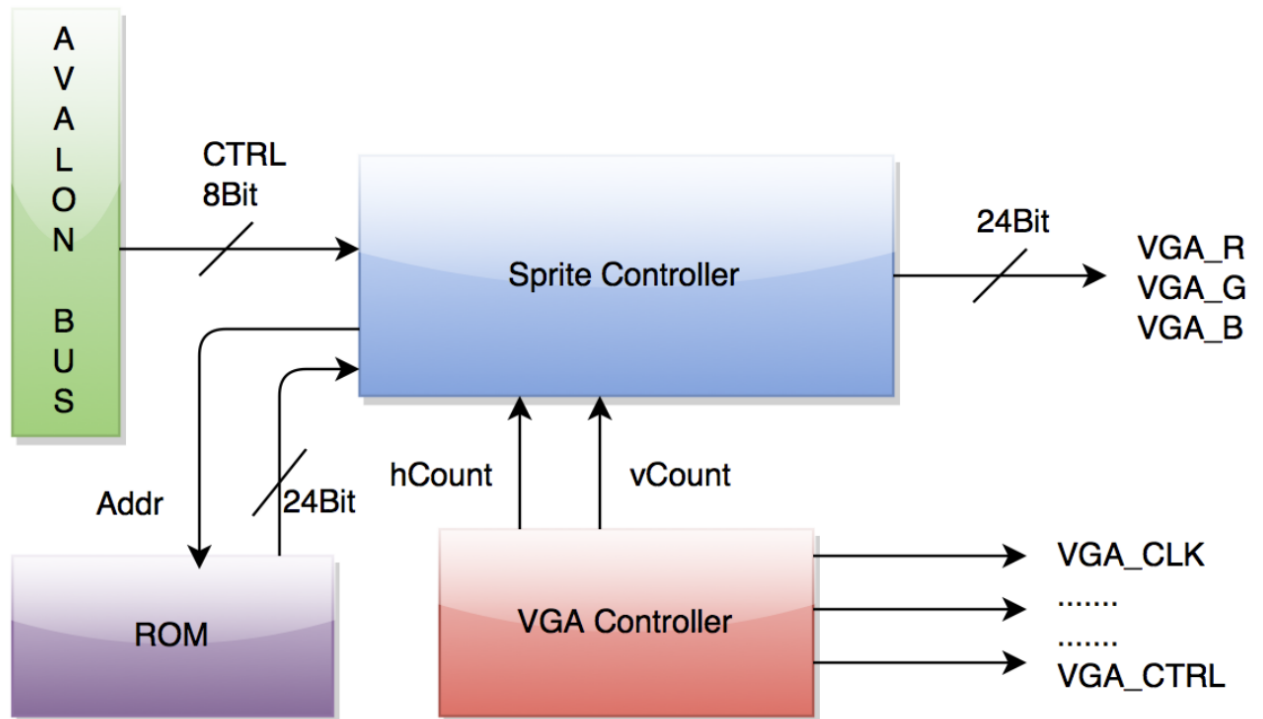 A
V
A
L
O
N
B
U
S
CTRL
8Bit
Sprite Controller
24Bit
VGA_R
VGA_G
VGA_B
Addr
24Bit
hCount
vCount
ROM
VGA Controller
VGA_CLK
.......
.......
VGA_CTRL